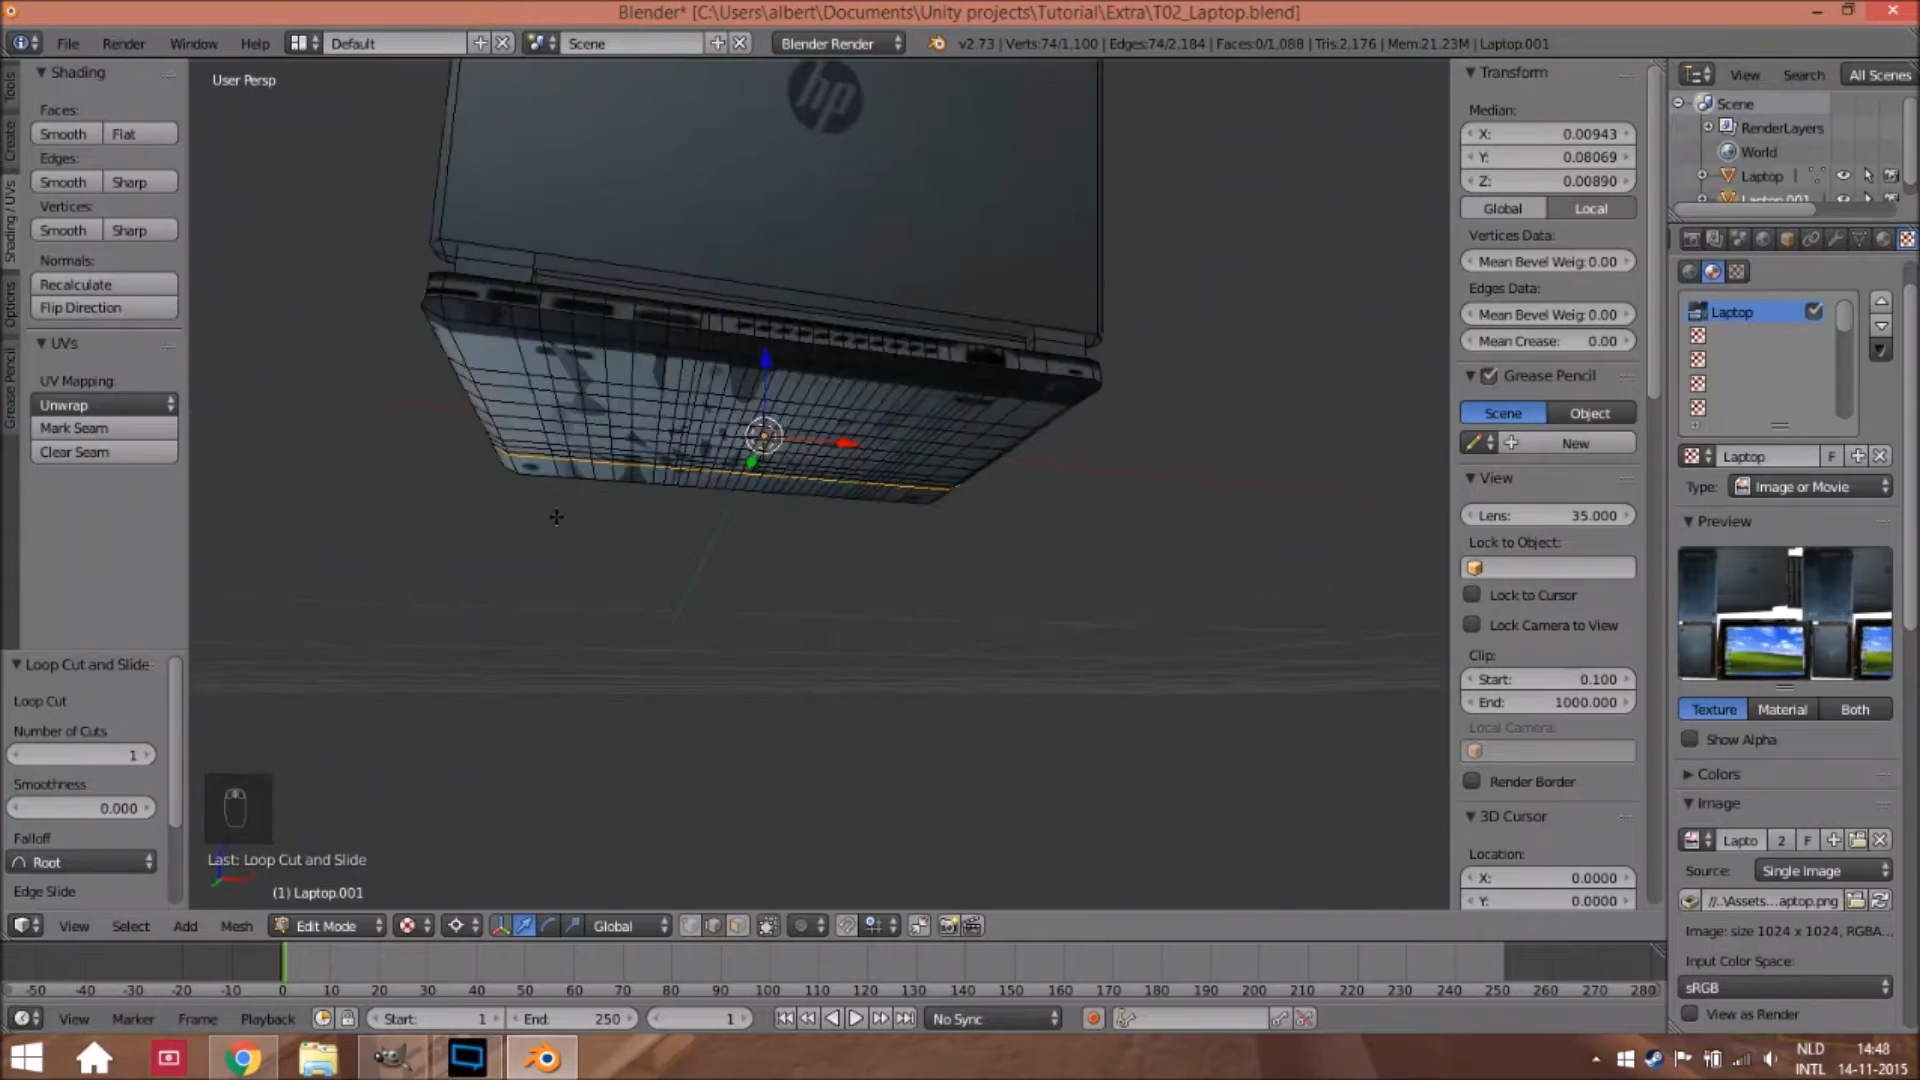 Blender* [C:\Users\albert\Documents\Unity projects\Tutorial\Extra\T02_Laptop.blend]
File Render Window Help Default Scene Blender Render v2.73 | Verts:74/1,100 | Edges:74/2,184 | Faces:0/1,088 | Tris:2,176 | Mem:21.23M | Laptop.001
Tools
Create
Shading / UVs
Options
Grease Pencil
Shading
Faces:
Smooth Flat
Edges:
Smooth Sharp
Vertices:
Smooth Sharp
Normals:
Recalculate
Flip Direction
UVs
UV Mapping:
Unwrap
Mark Seam
Clear Seam
Loop Cut and Slide
Loop Cut
Number of Cuts
1
Smoothness
0.000
Falloff
Root
Edge Slide
User Persp
hp
Last: Loop Cut and Slide
(1) Laptop.001
Transform
Median:
X: 0.00943
Y: 0.08069
Z: 0.00890
Global Local
Vertices Data:
Mean Bevel Weig: 0.00
Edges Data:
Mean Bevel Weig: 0.00
Mean Crease: 0.00
Grease Pencil
Scene Object
New
View
Lens: 35.000
Lock to Object:
Lock to Cursor
Lock Camera to View
Clip:
Start: 0.100
End: 1000.000
Local Camera:
Render Border
3D Cursor
Location:
X: 0.0000
Y: 0.0000
View Search All Scenes
Scene
RenderLayers
World
Laptop
Laptop.001
Laptop
Laptop F
Type: Image or Movie
Preview
Texture Material Both
Show Alpha
Colors
Image
Lapto 2 F
Source: Single Image
//..\Assets...aptop.png
Image: size 1024 x 1024, RGBA...
Input Color Space:
sRGB
View as Render
View Select Add Mesh Edit Mode Global
-50 -40 -30 -20 -10 0 10 20 30 40 50 60 70 80 90 100 110 120 130 140 150 160 170 180 190 200 210 220 230 240 250 260 270 280
View Marker Frame Playback Start: 1 End: 250 1 No Sync
NLD 14:48
INTL 14-11-2015